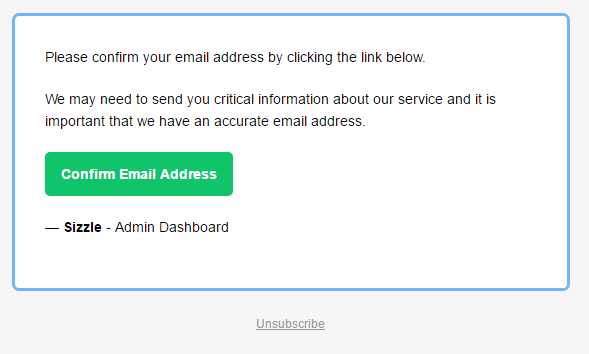 Please confirm your email address by clicking the link below.
We may need to send you critical information about our service and it is
important that we have an accurate email address.
Confirm Email Address
— Sizzle - Admin Dashboard
Unsubscribe